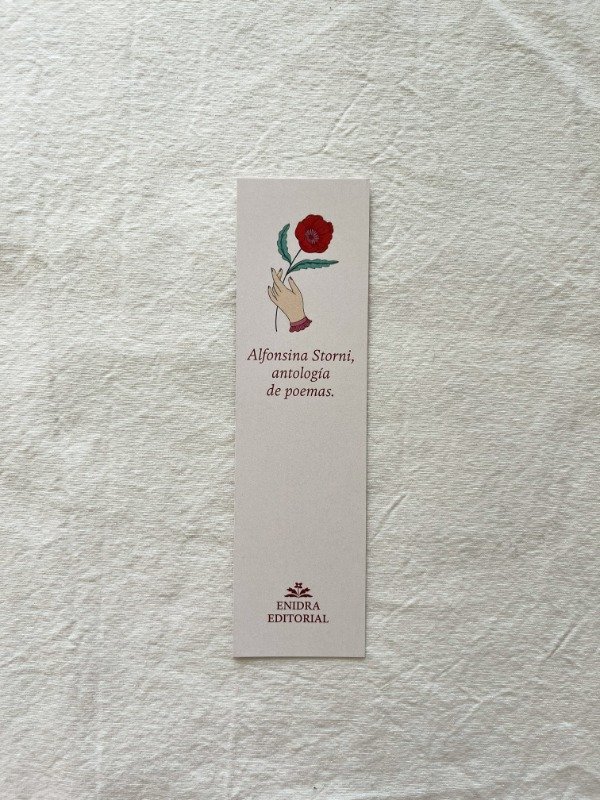 Alfonsina Storni,
antología
de poemas.
ENIDRA
EDITORIAL